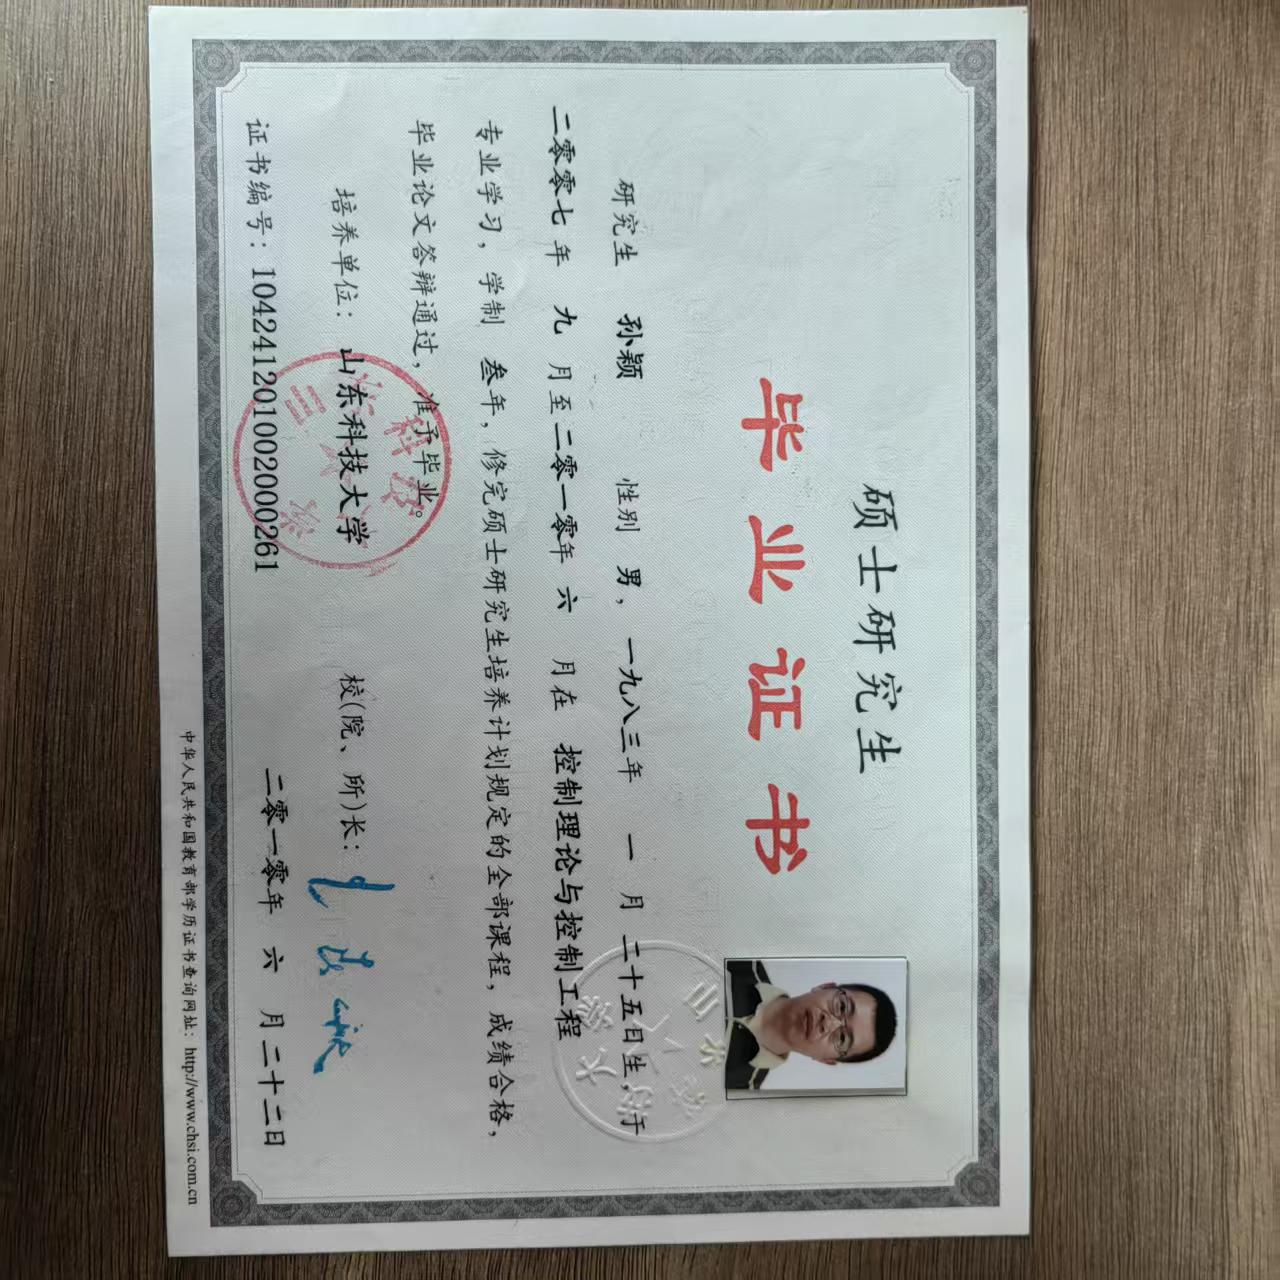 硕士研究生
毕业证书
研究生 孙颖 性别 男，一九八三年 一 月 二十五日生，于
二零零七年 九 月至二零一零年 六 月在 控制理论与控制工程
专业学习，学制 叁年，修完硕士研究生培养计划规定的全部课程，成绩合格，
毕业论文答辩通过，准予毕业。
培养单位：山东科技大学 校(院、所)长：
证书编号：104241201002000261 二零一零年 六 月 二十二日
中华人民共和国教育部学历证书查询网址：http://www.chsi.com.cn